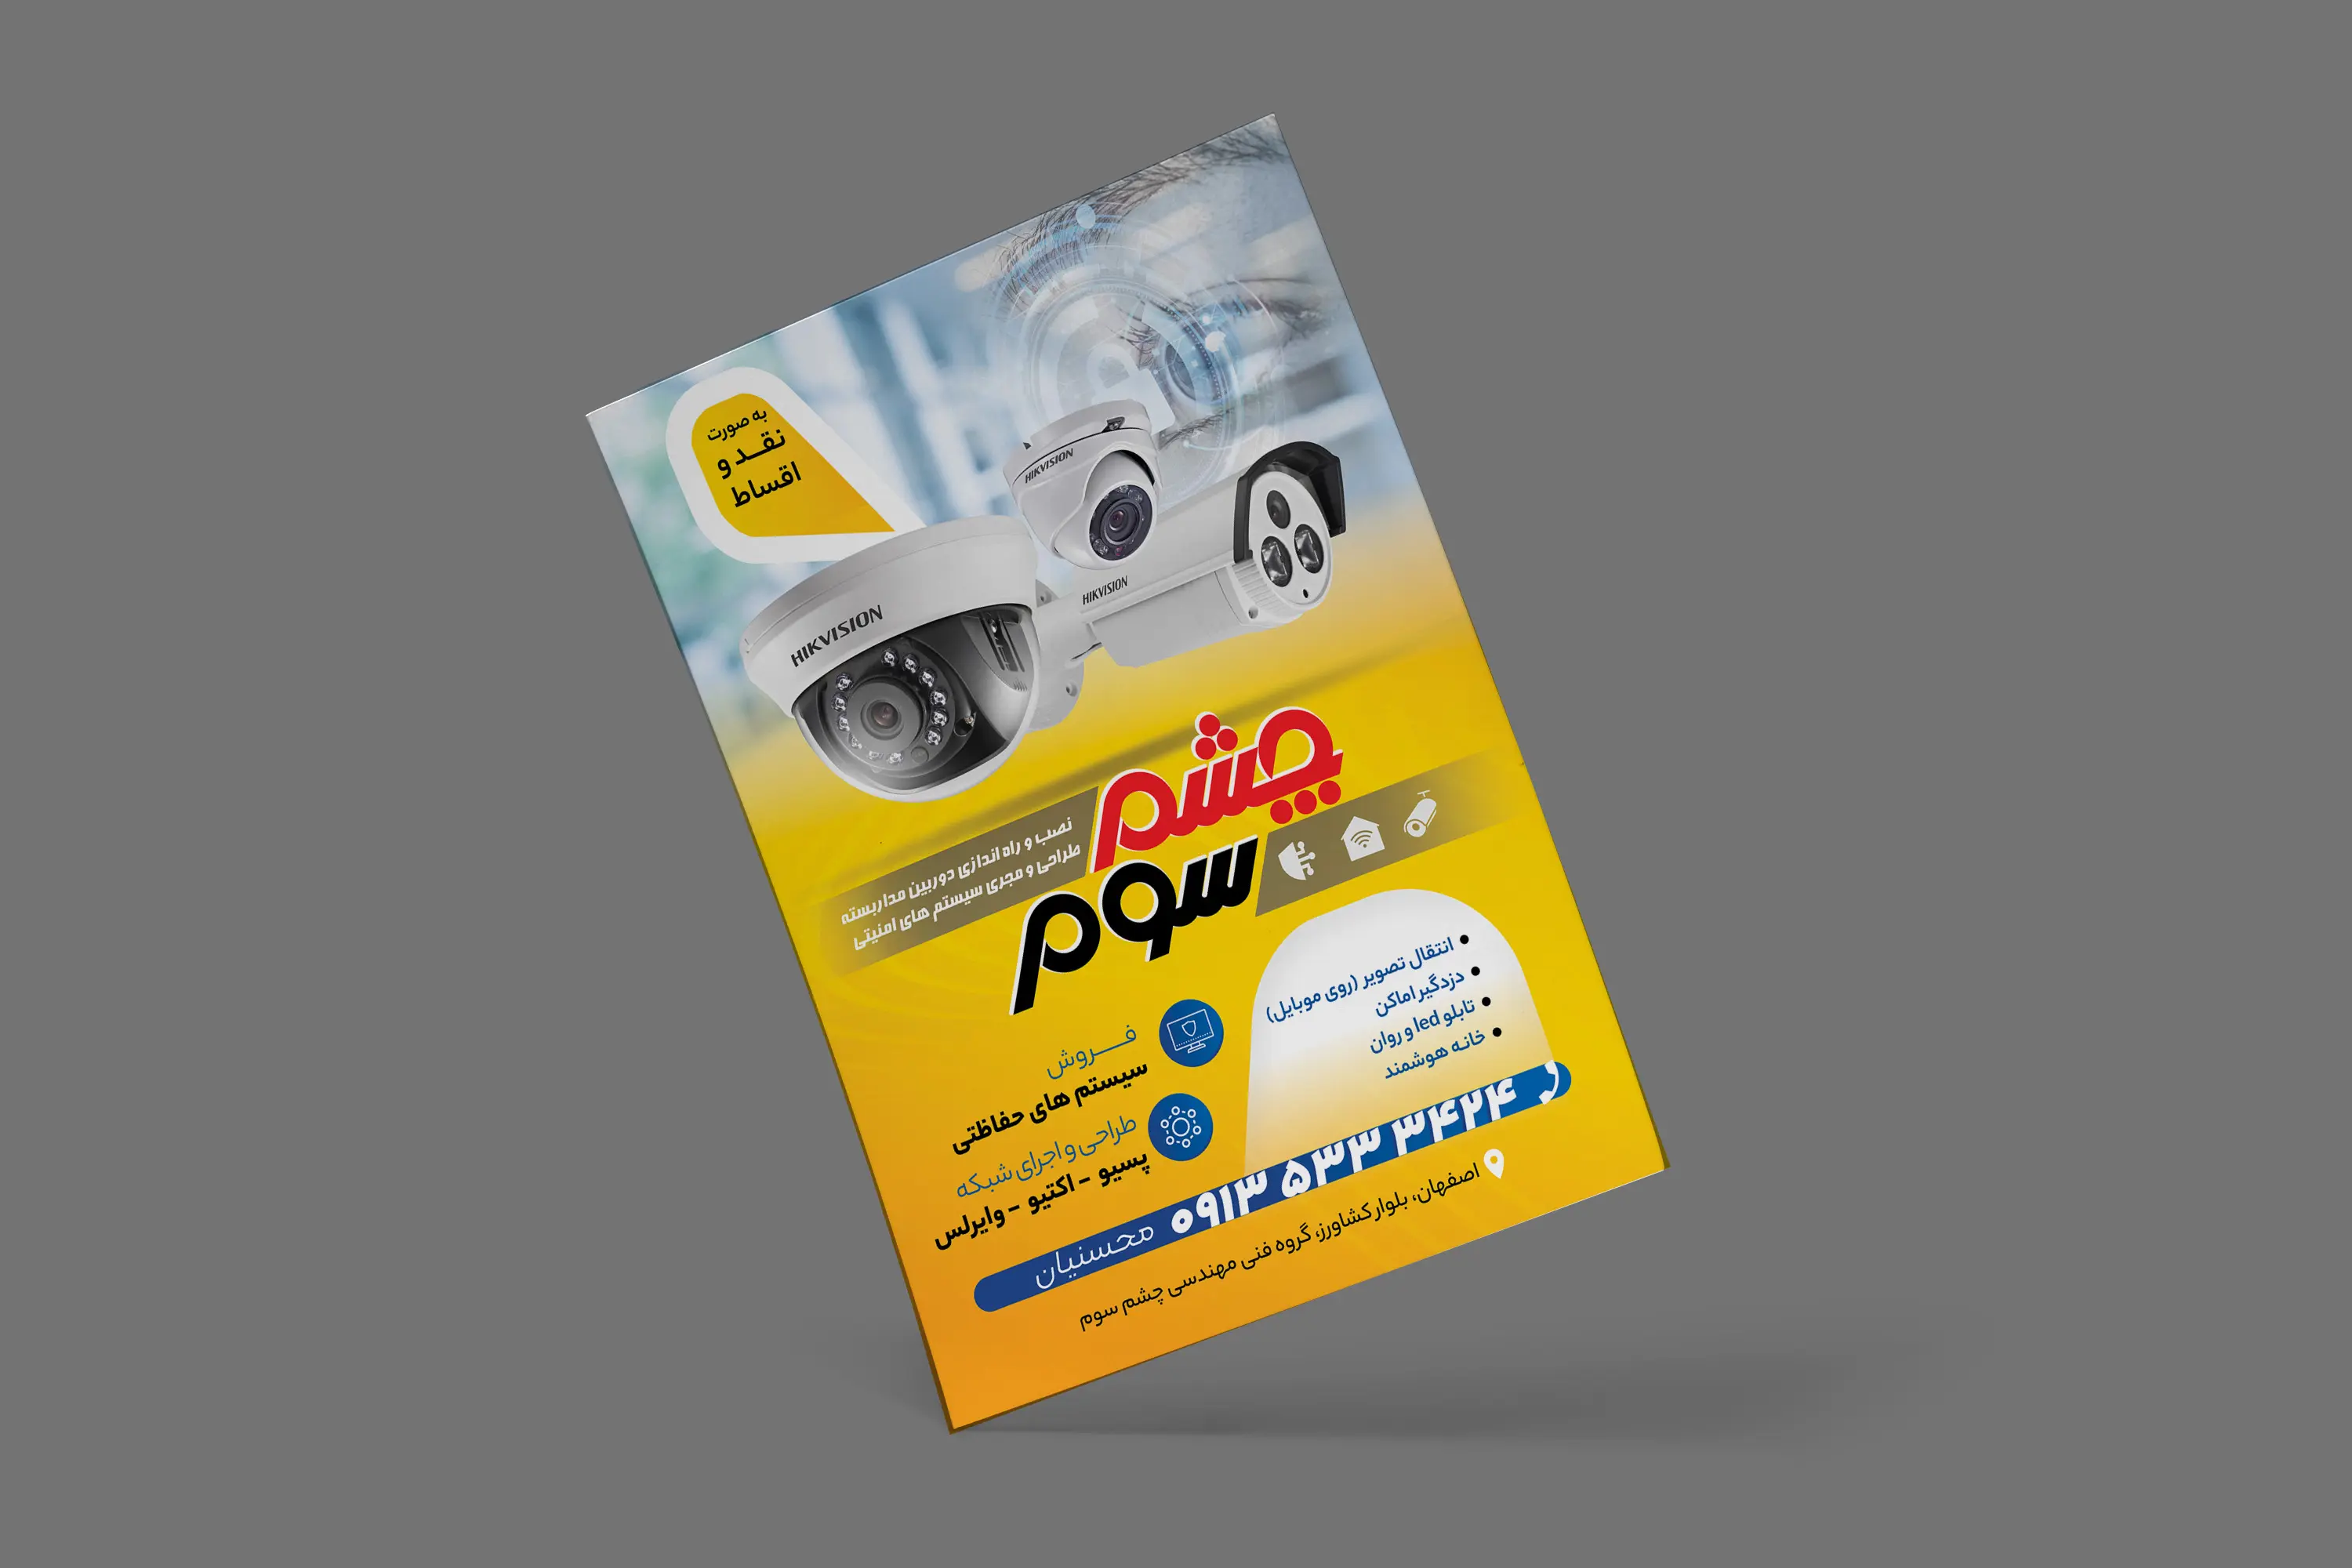 به صورت
نقد و
اقساط
HIKVISION
HIKVISION
HIKVISION
چشم
سوم
نصب و راه اندازی دوربین مداربسته
طراحی و مجری سیستم های امنیتی
انتقال تصویر (روی موبایل)
دزدگیر اماکن
تابلو led و روان
خانه هوشمند
فروش
سیستم های حفاظتی
طراحی و اجرای شبکه
پسیو - اکتیو - وایرلس
۰۹۱۳ ۵۳۳ ۳۴۲۴ محسنیان
اصفهان، بلوار کشاورز، گروه فنی مهندسی چشم سوم